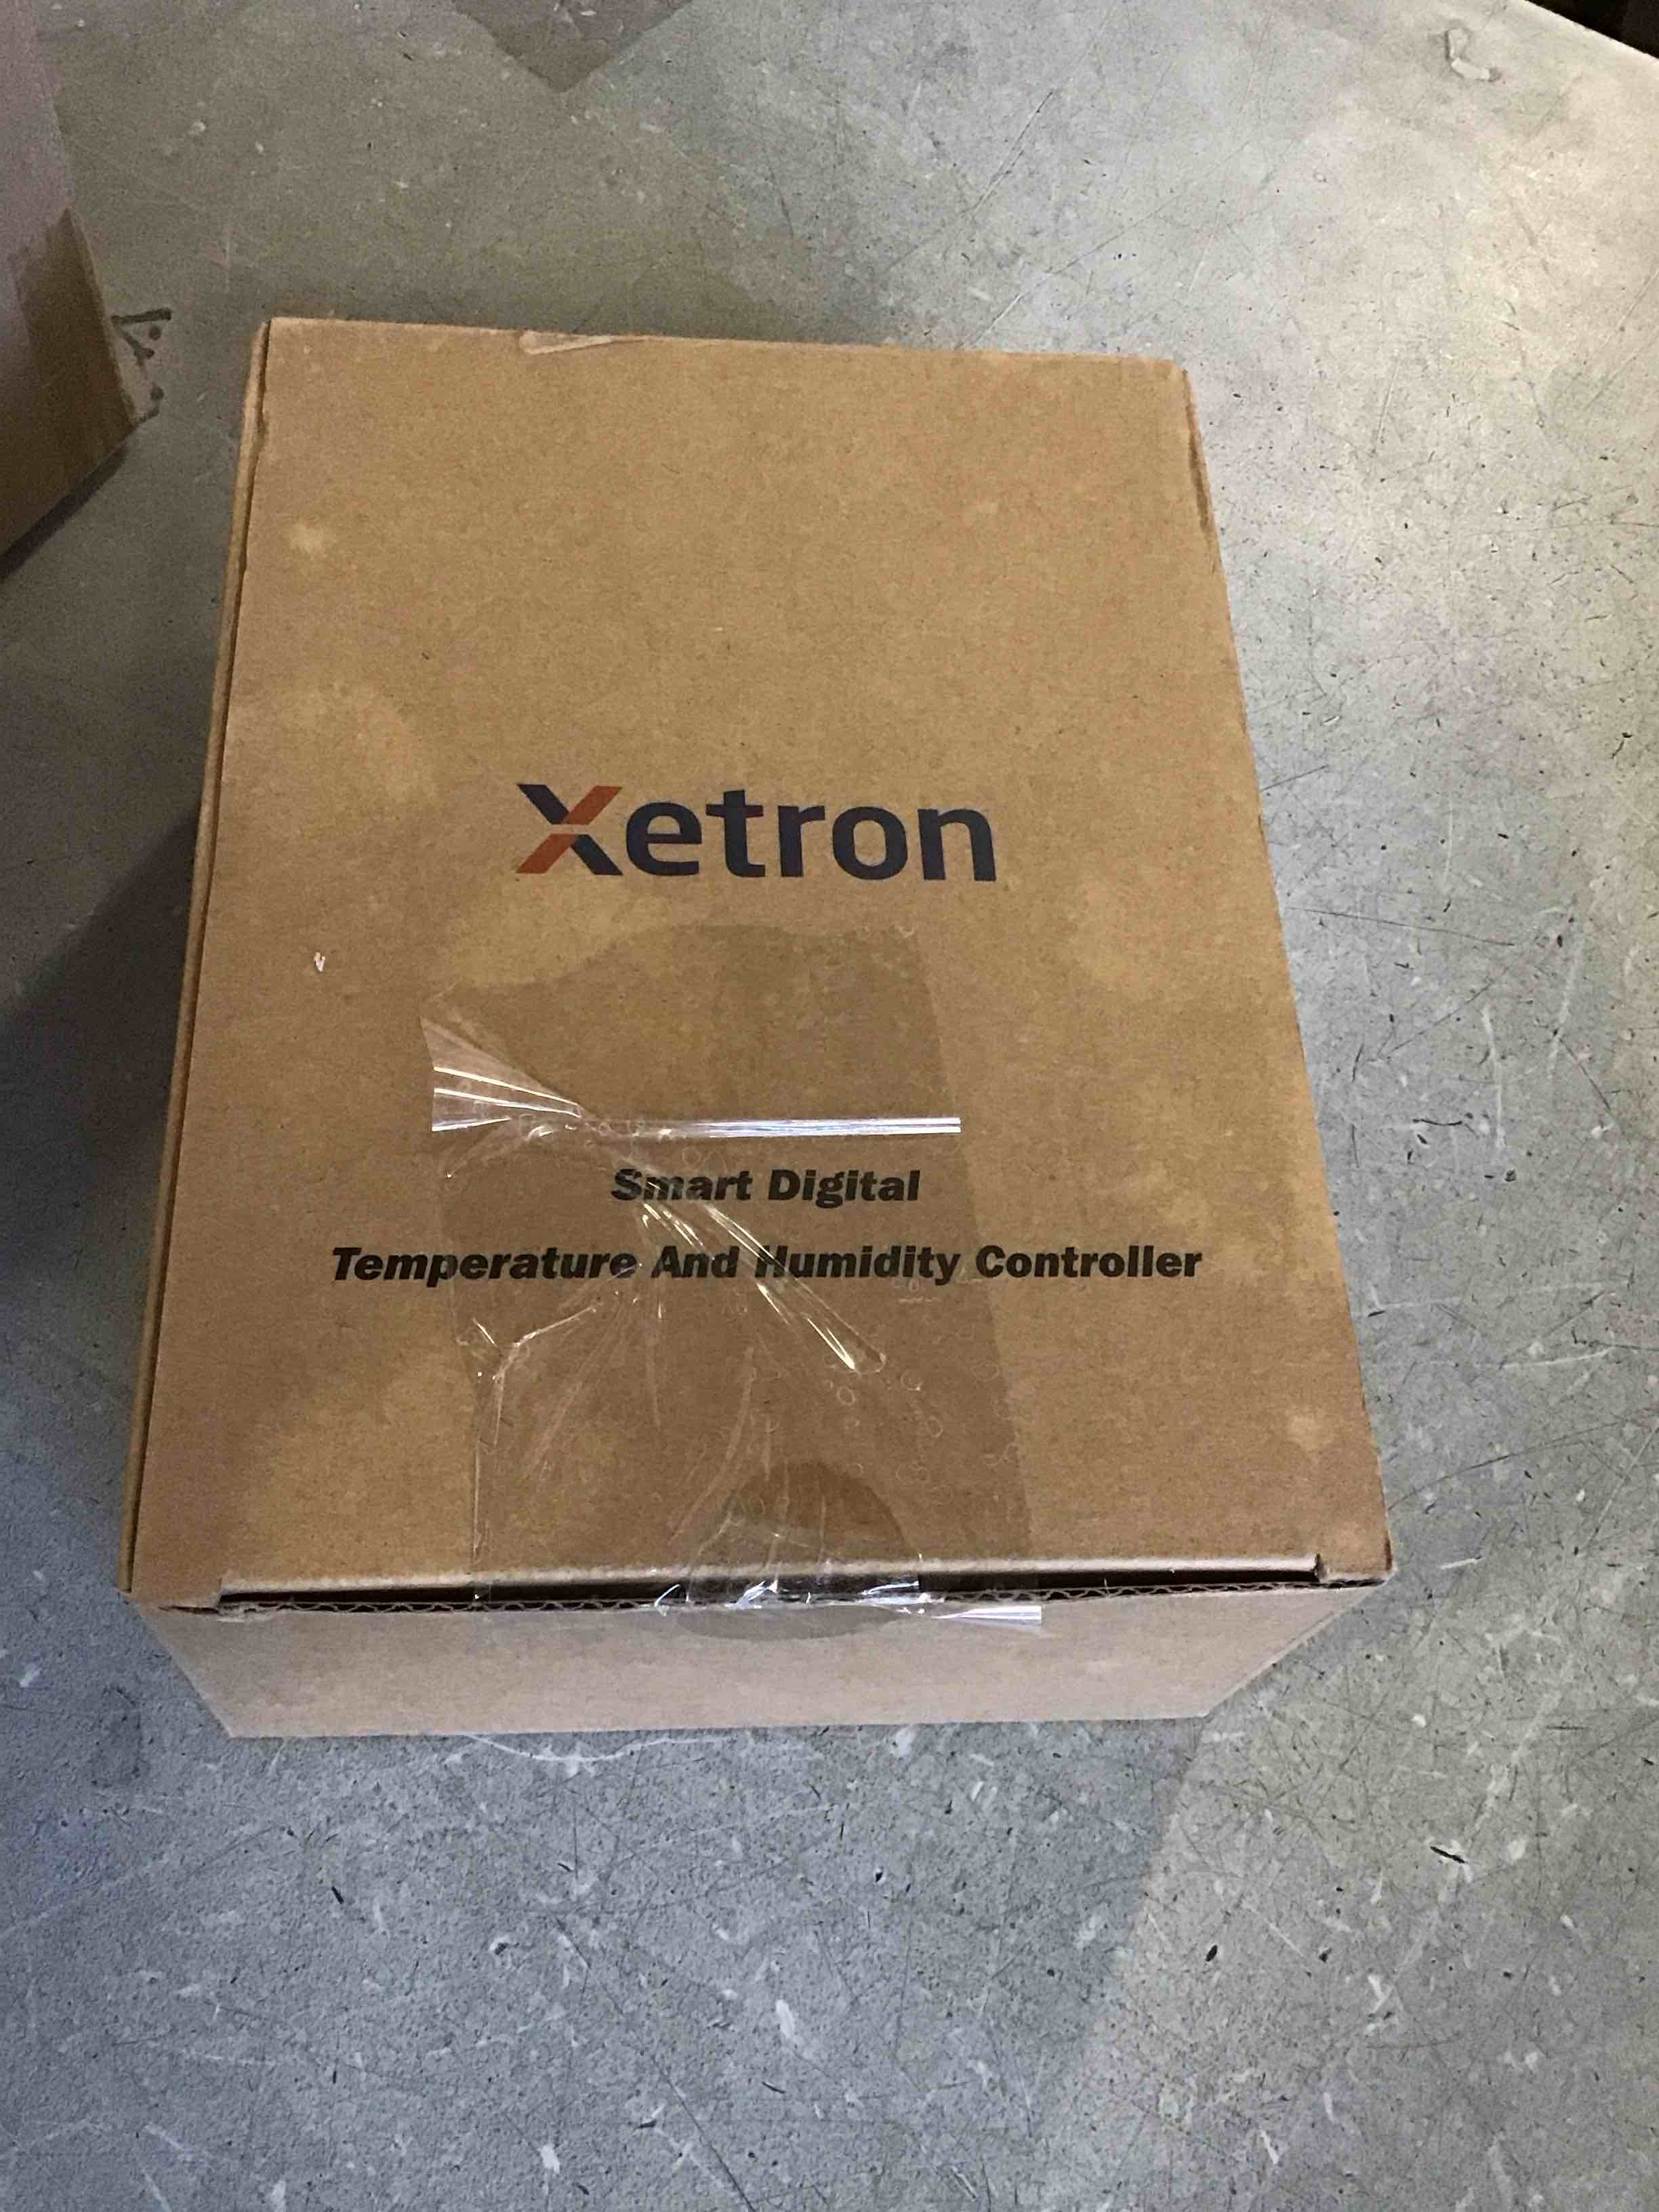 Xetron
Smart Digital
Temperature And Humidity Controller